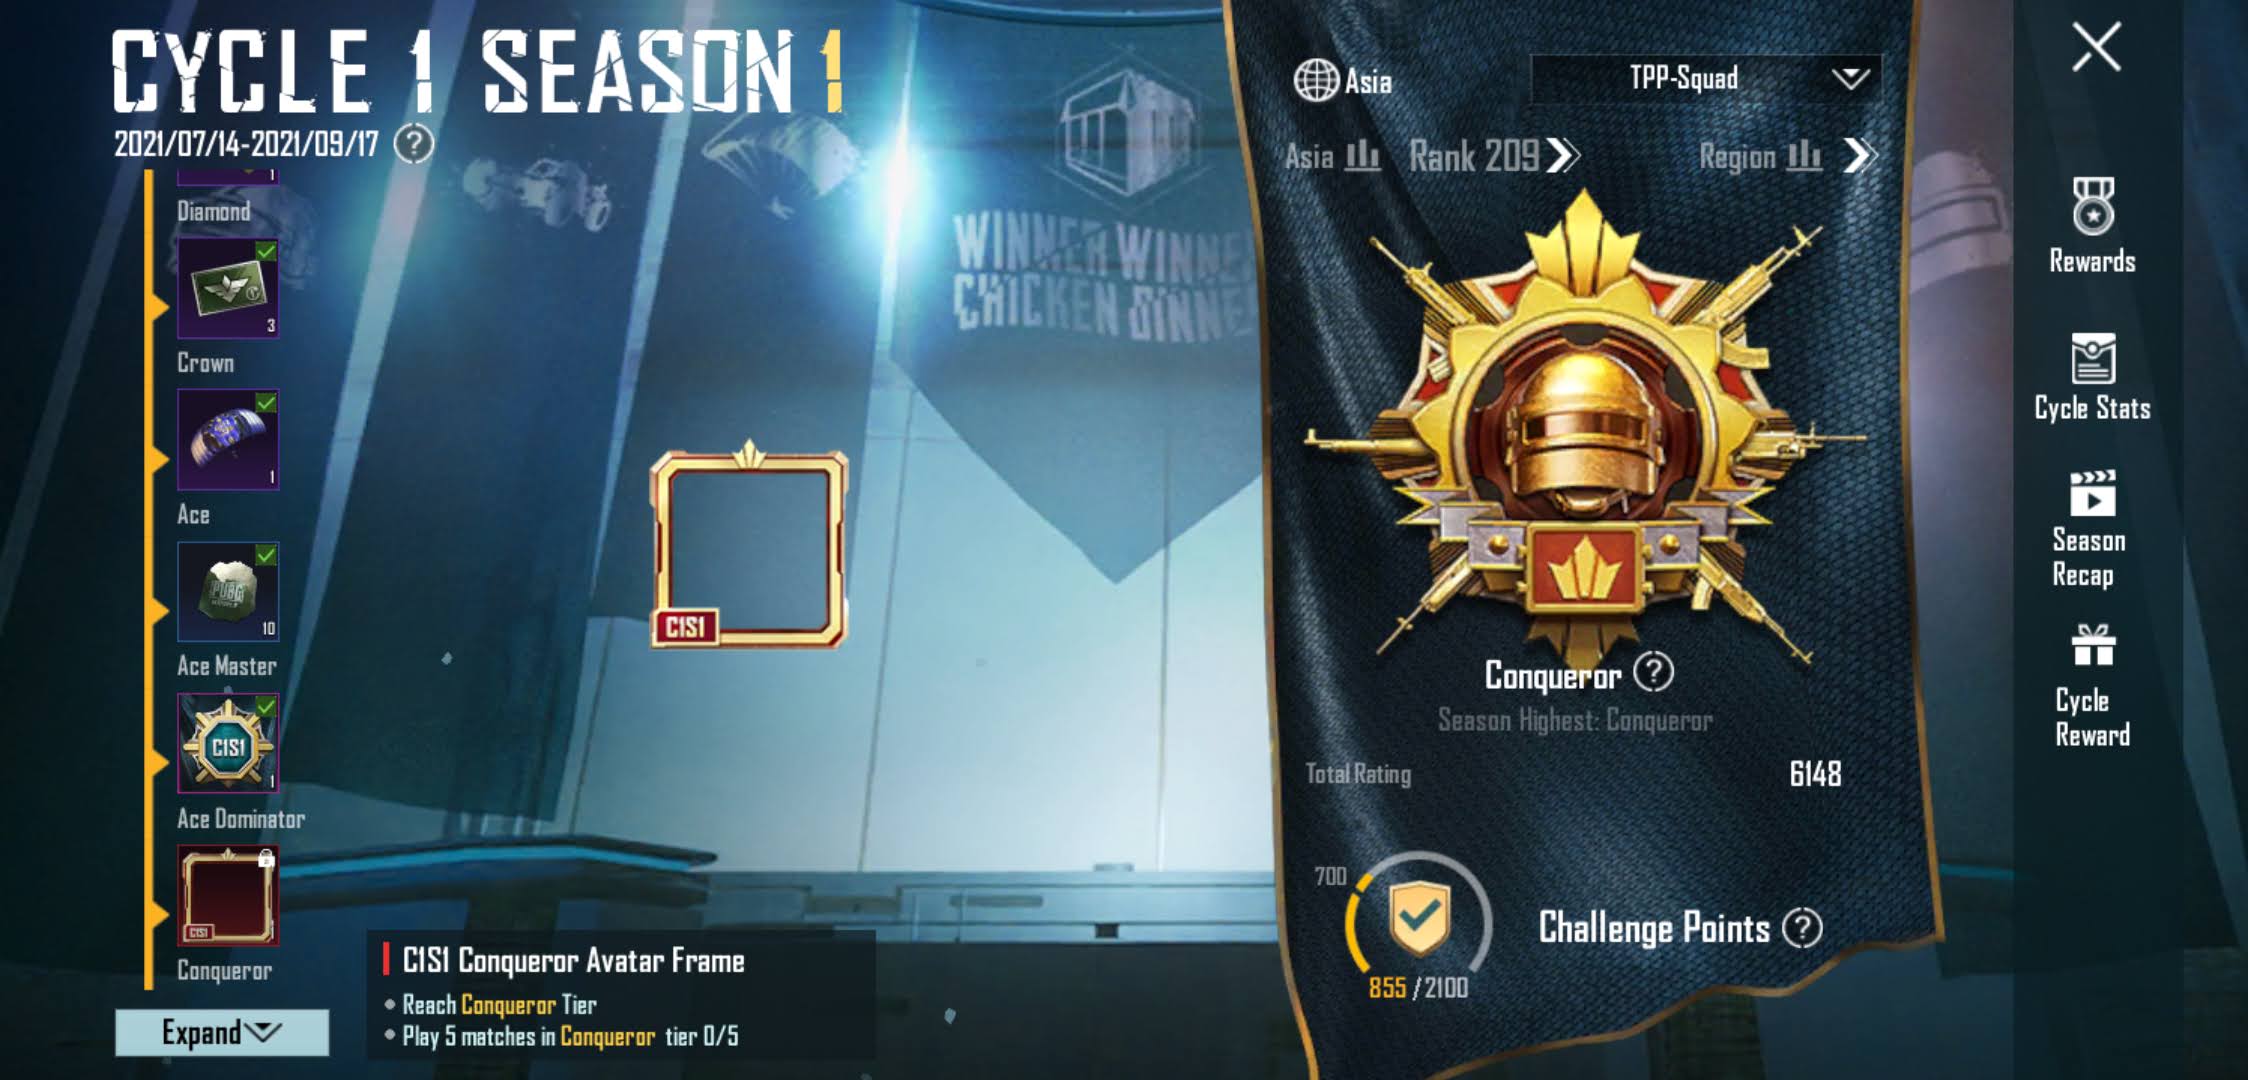 CYCLE 1 SEASON 1
2021/07/14-2021/09/17 ?
1
Diamond
3
Crown
1
Ace
PUBG
10
Ace Master
C1S1
1
Ace Dominator
C1S1
1
Conqueror
Expand
WINNER WINNE
CHICKEN DINNE
C1S1
C1S1 Conqueror Avatar Frame
Reach Conqueror Tier
Play 5 matches in Conqueror tier 0/5
Asia
TPP-Squad
Asia Rank 209
Region
Conqueror ?
Season Highest: Conqueror
Total Rating 6148
700
855 / 2100
Challenge Points ?
Rewards
Cycle Stats
Season
Recap
Cycle
Reward